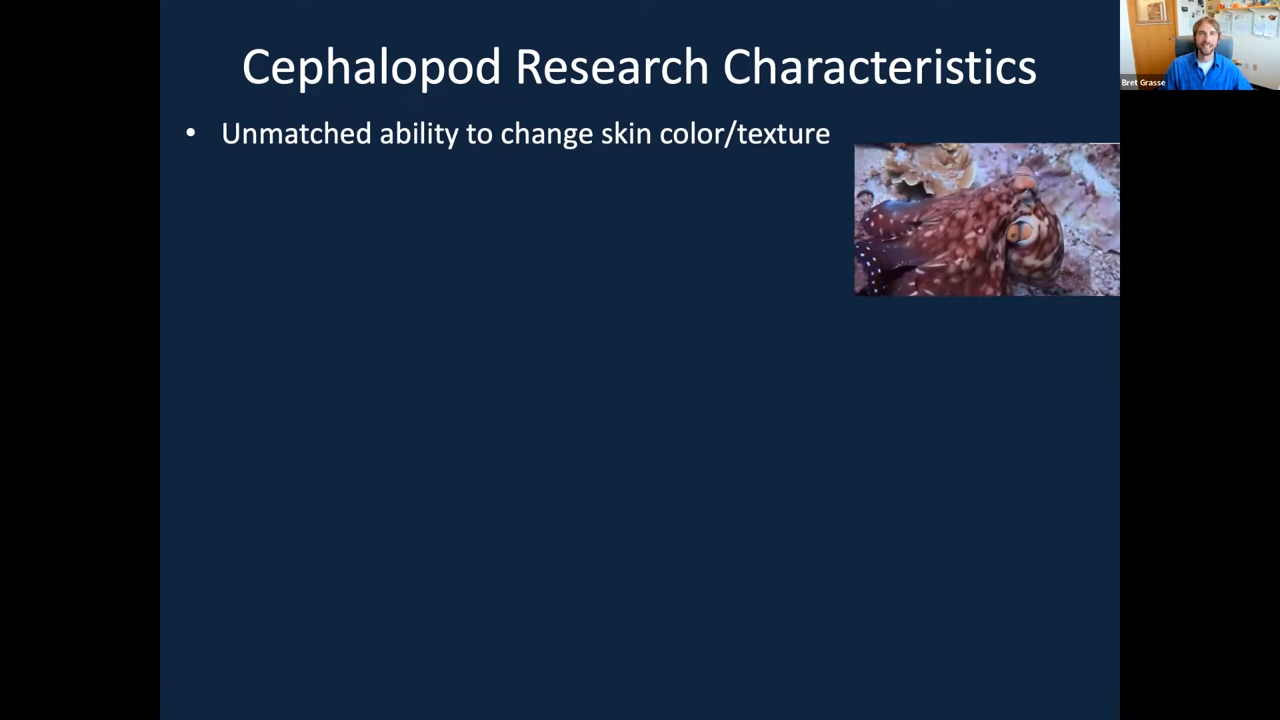 Cephalopod Research Characteristics
Bret Grasse
• Unmatched ability to change skin color/texture